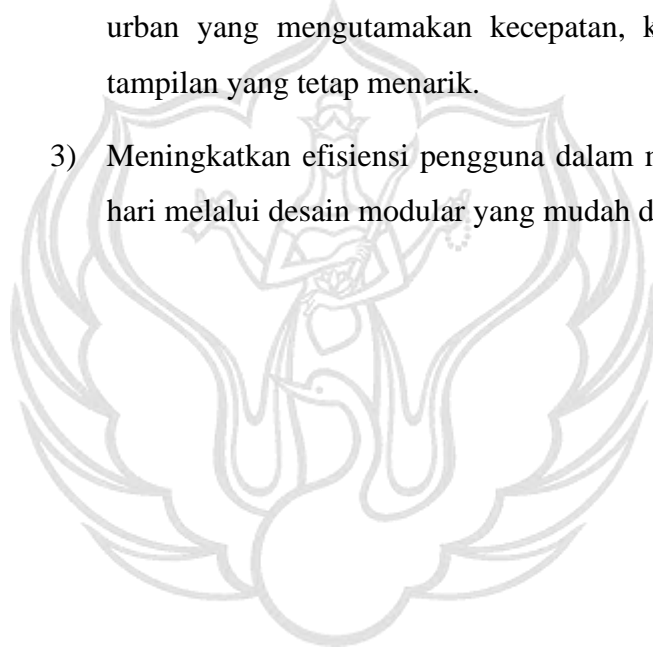 urban yang mengutamakan kecepatan,
tampilan yang tetap menarik.
3) Meningkatkan efisiensi pengguna dalam
hari melalui desain modular yang mudah